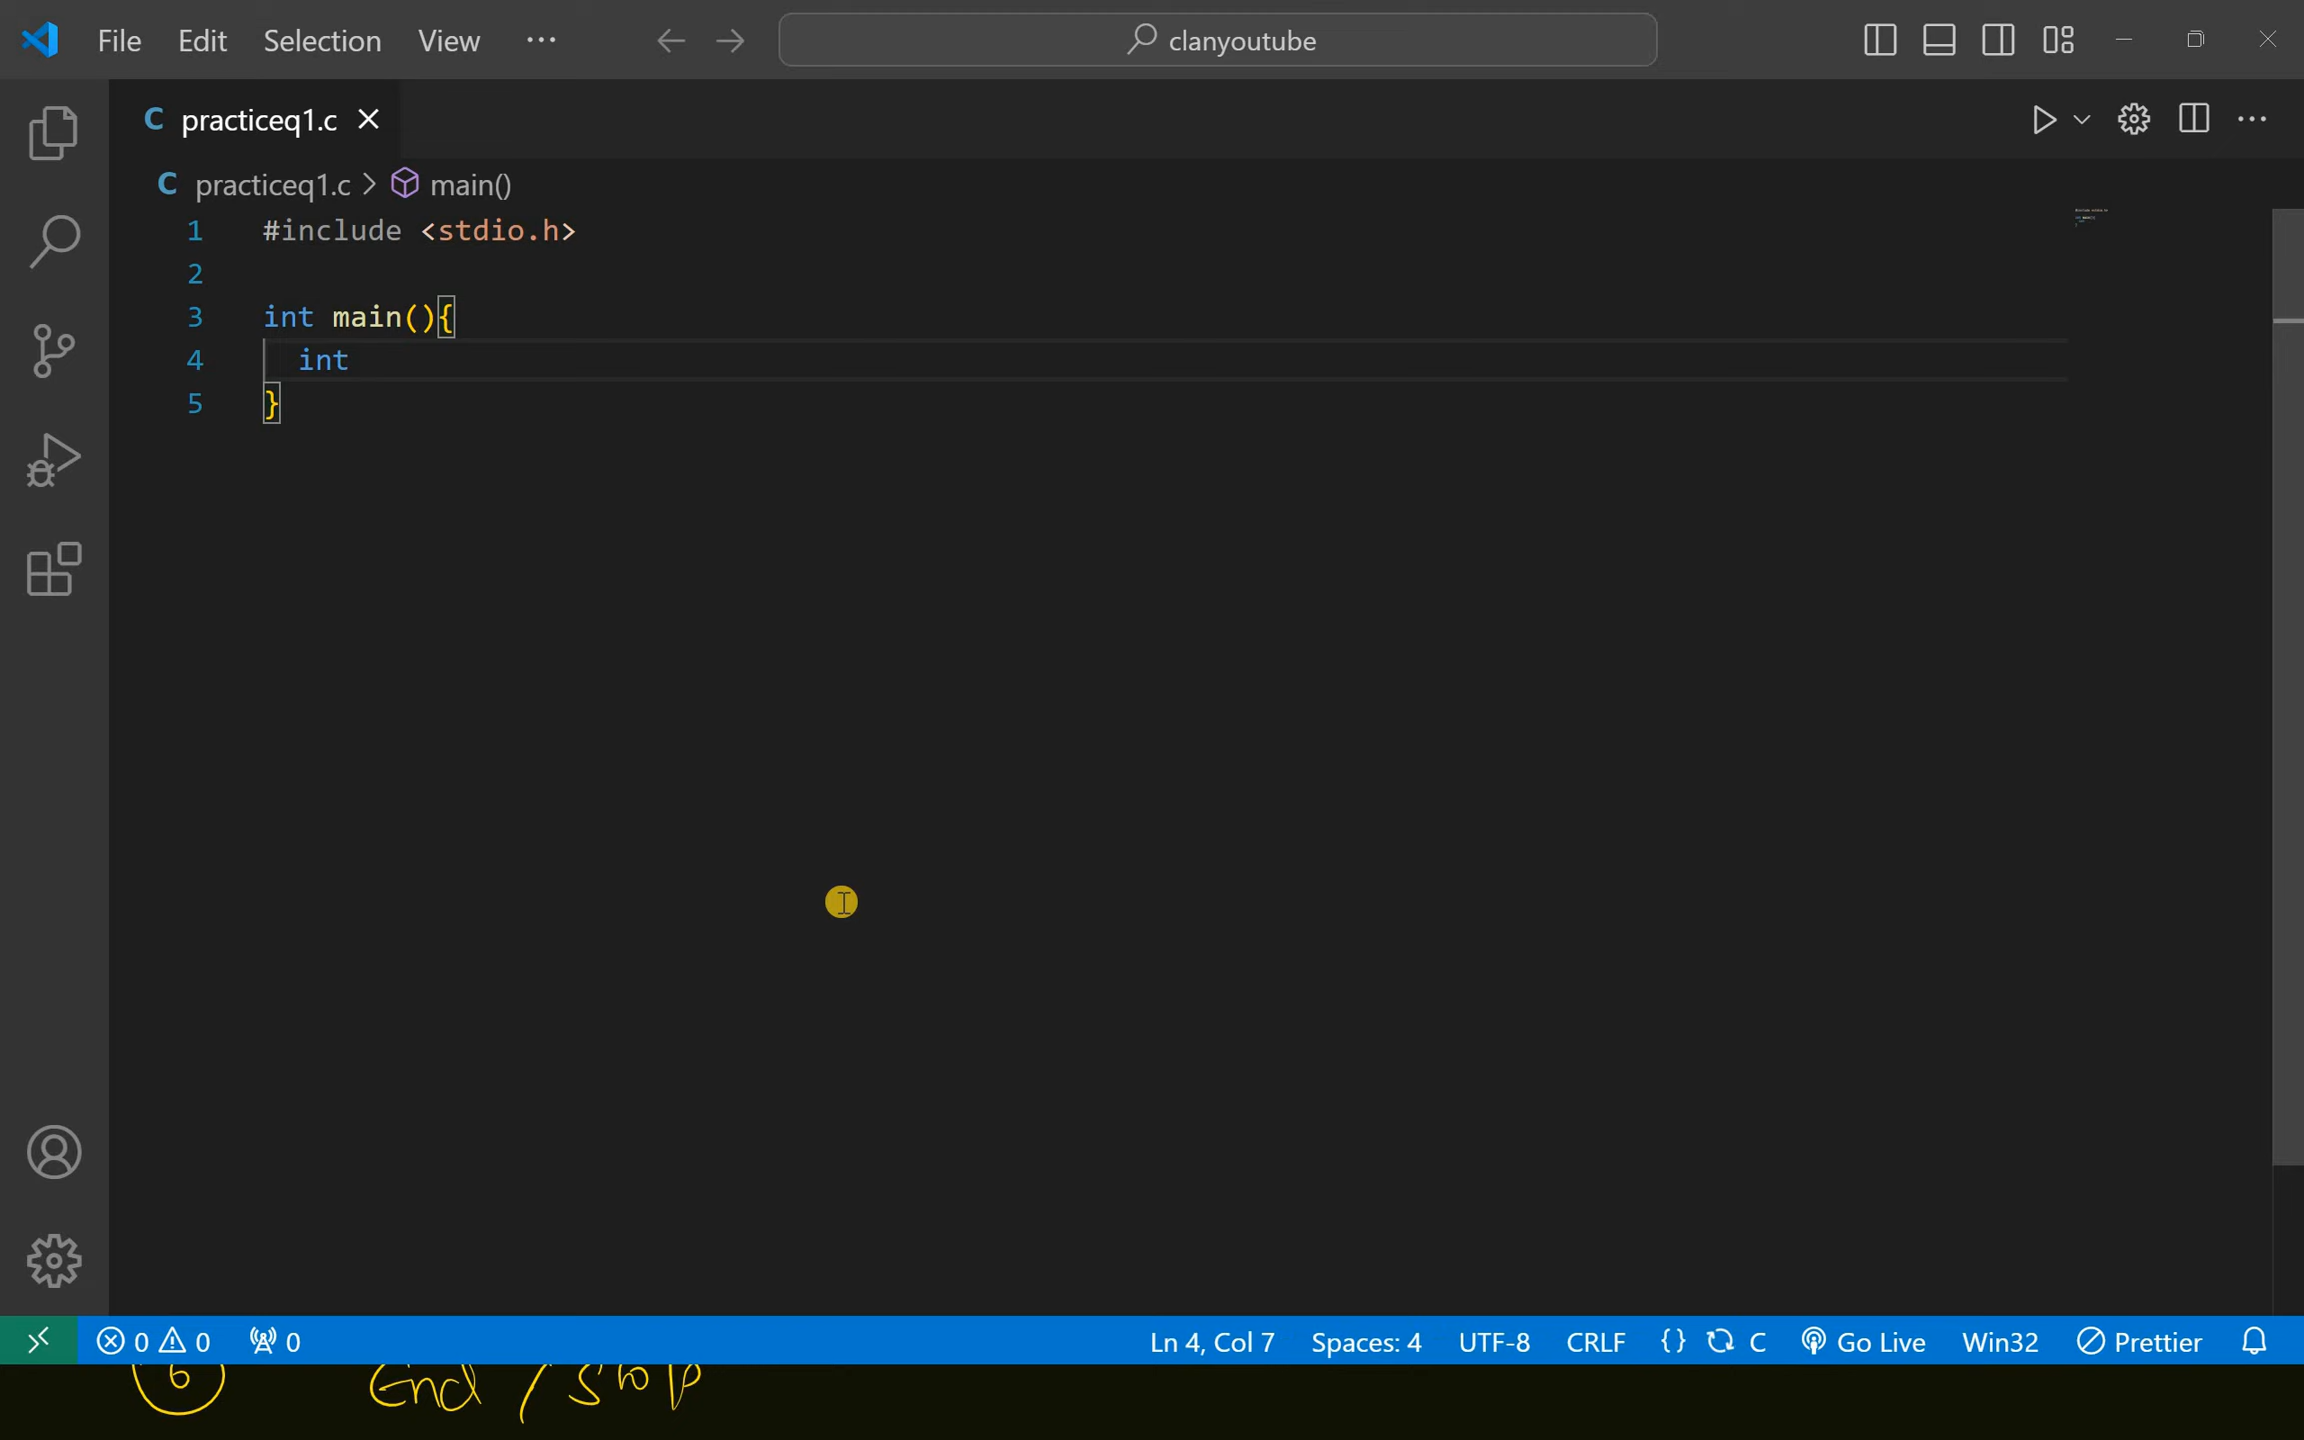 File Edit Selection View ··· clanyoutube
C practiceq1.c
C practiceq1.c > main()
1 #include <stdio.h>
2
3 int main(){
4 int
5 }
0 0 0 Ln 4, Col 7 Spaces: 4 UTF-8 CRLF {} C Go Live Win32 Prettier
6 End / Stop